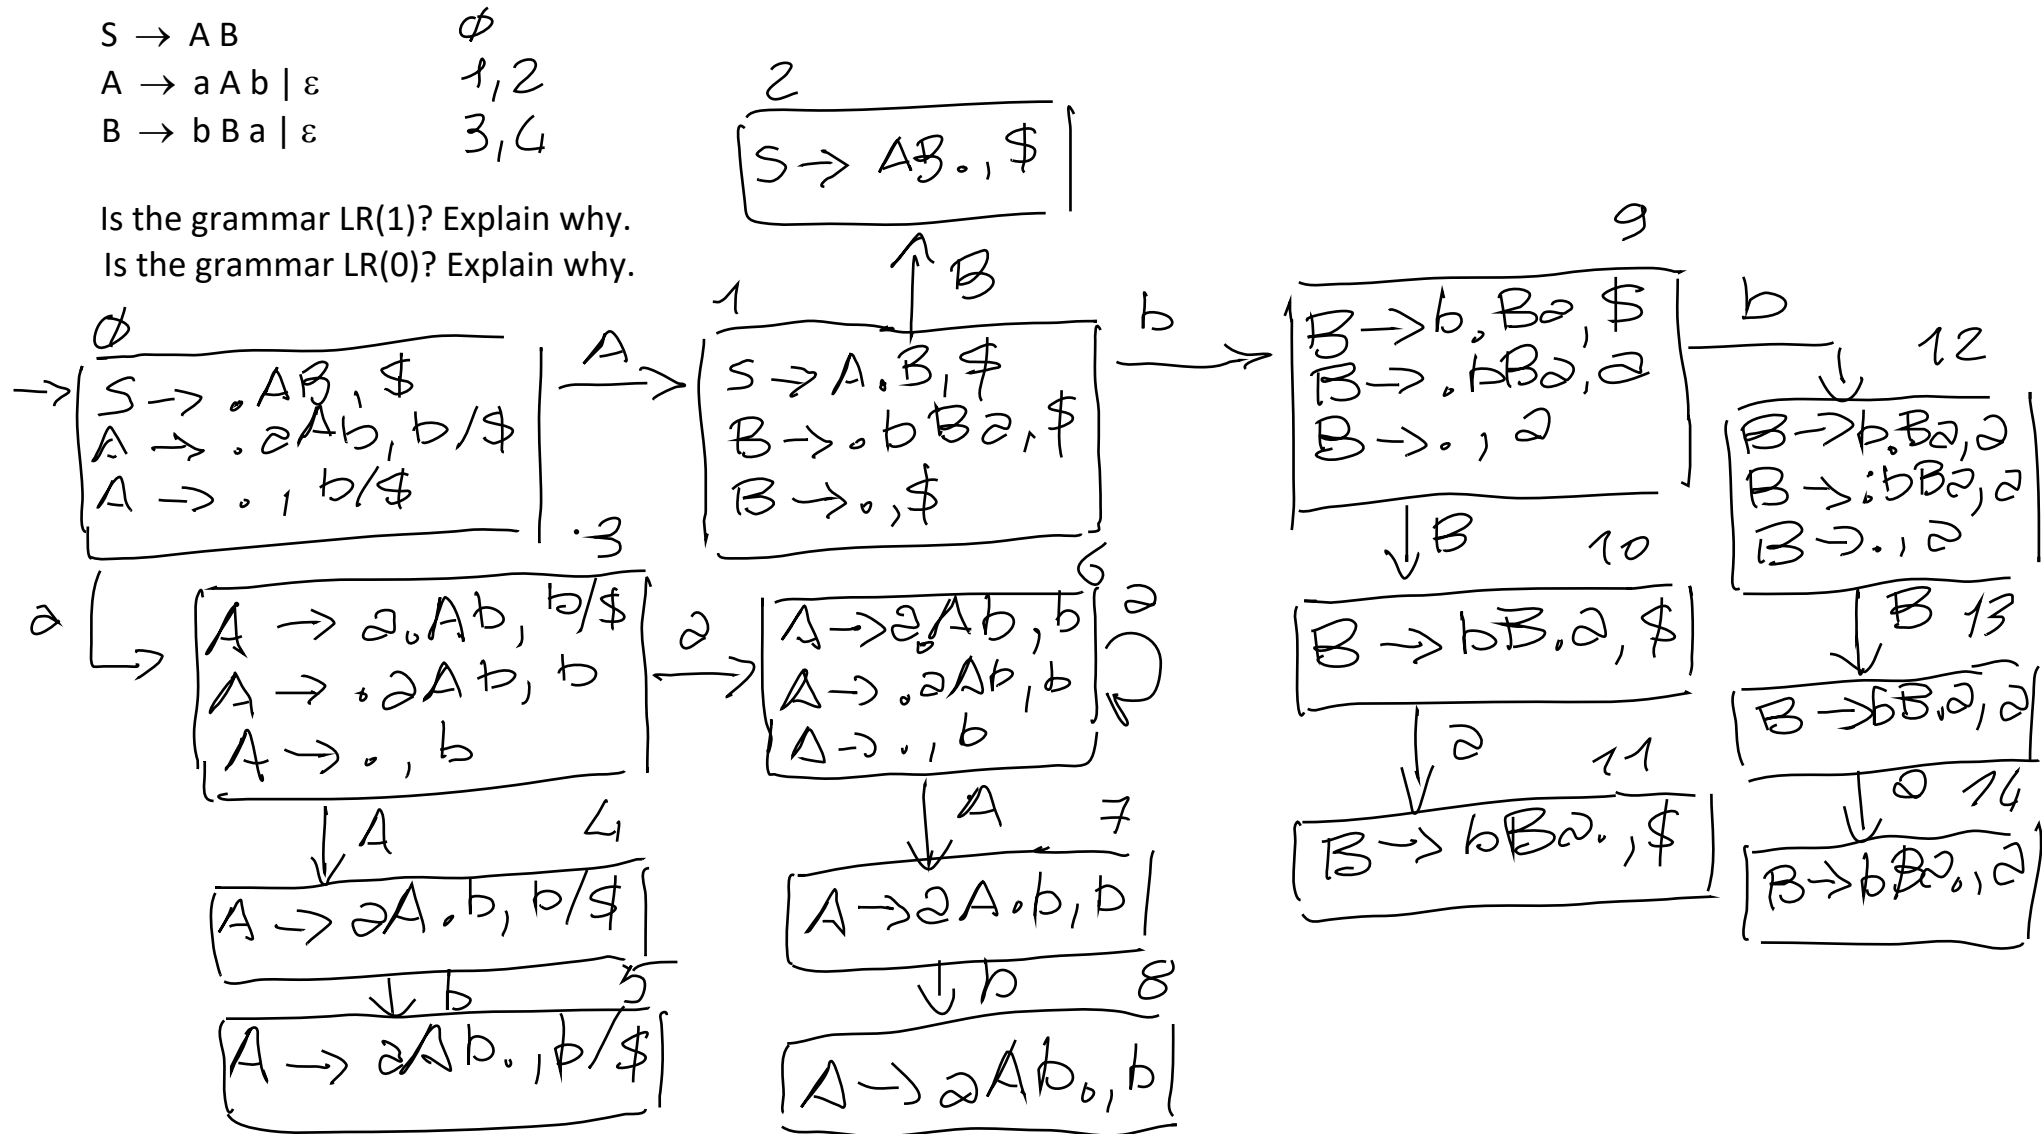 S → A B ∅
A → a A b | ε 1,2
B → b B a | ε 3,4
Is the grammar LR(1)? Explain why.
Is the grammar LR(0)? Explain why.
2
S → AB., $
B
∅
→ S → .AB, $
A → .aAb, b/$
A → ., b/$
A
1
S → A.B, $
B → .bBa, $
B → ., $
b
9
B → b.Ba, $
B → .bBa, a
B → ., a
b
12
B → b.Ba, a
B → .bBa, a
B → ., a
a
3
A → a.Ab, b/$
A → .aAb, b
A → ., b
a
6
A → a.Ab, b
A → .aAb, b
A → ., b
a
B
10
B → bB.a, $
B
13
B → bB.a, a
A
4
A → aA.b, b/$
A
7
A → aA.b, b
a
11
B → bBa., $
a
14
B → bBa., a
b
5
A → aAb., b/$
b
8
A → aAb., b